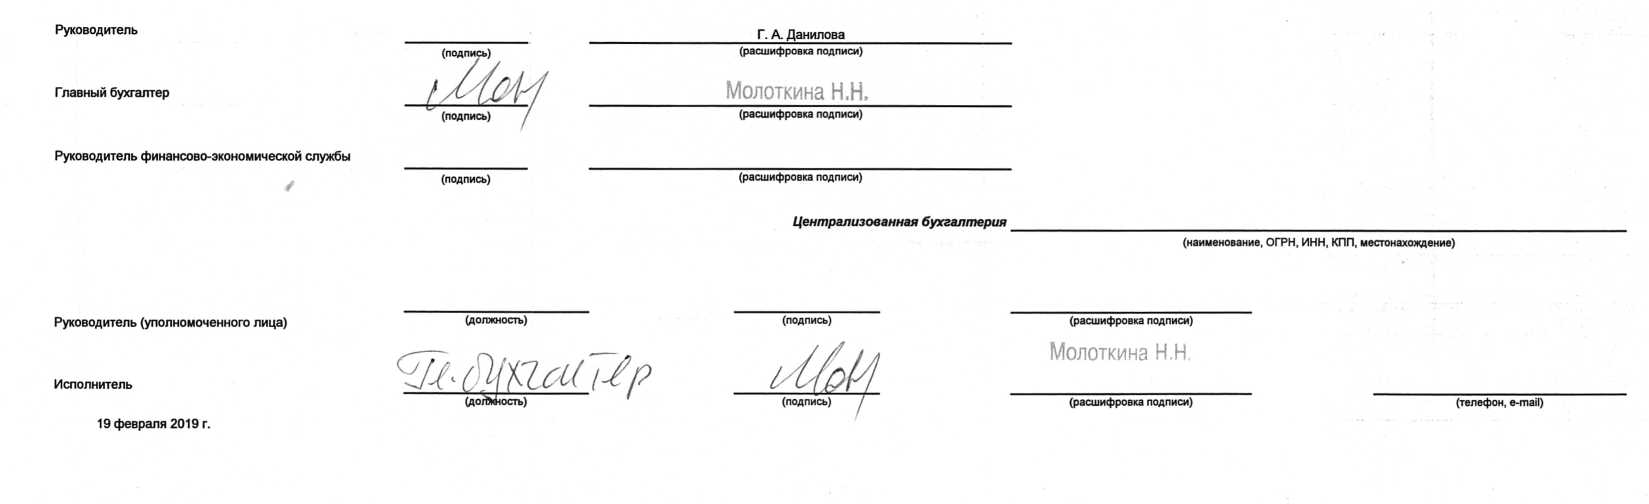 Руководитель
Г. А. Данилова
(подпись) (расшифровка подписи)
Главный бухгалтер
Молоткина Н.Н.
(подпись) (расшифровка подписи)
Руководитель финансово-экономической службы
(подпись) (расшифровка подписи)
Централизованная бухгалтерия
(наименование, ОГРН, ИНН, КПП, местонахождение)
Руководитель (уполномоченного лица)
(должность) (подпись) (расшифровка подписи)
Исполнитель Гл. бухгалтер Молоткина Н.Н.
(должность) (подпись) (расшифровка подписи) (телефон, e-mail)
19 февраля 2019 г.